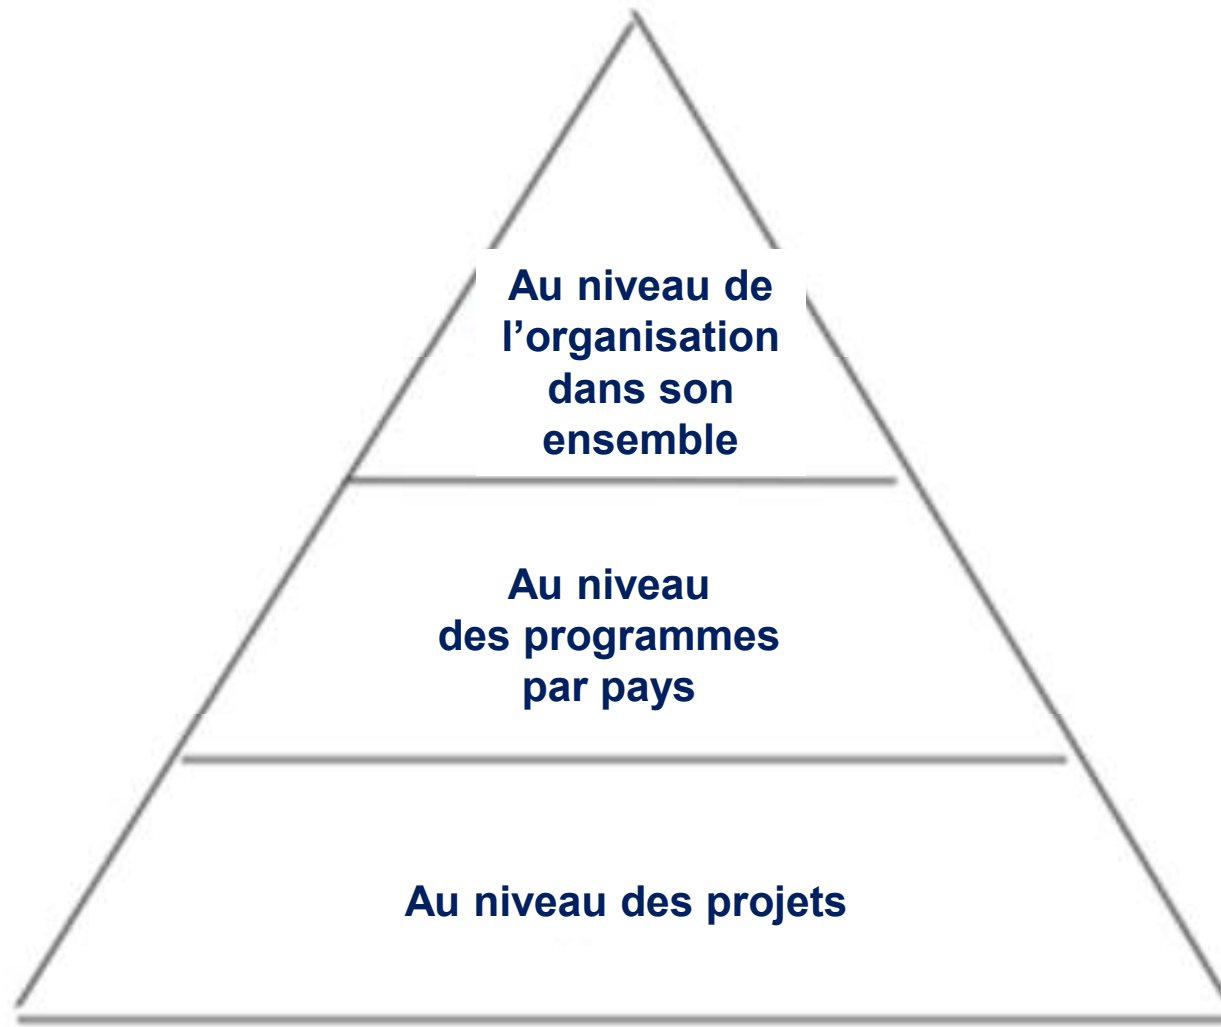 Au niveau de
l’organisation
dans son
ensemble
Au niveau
des programmes
par pays
Au niveau des projets